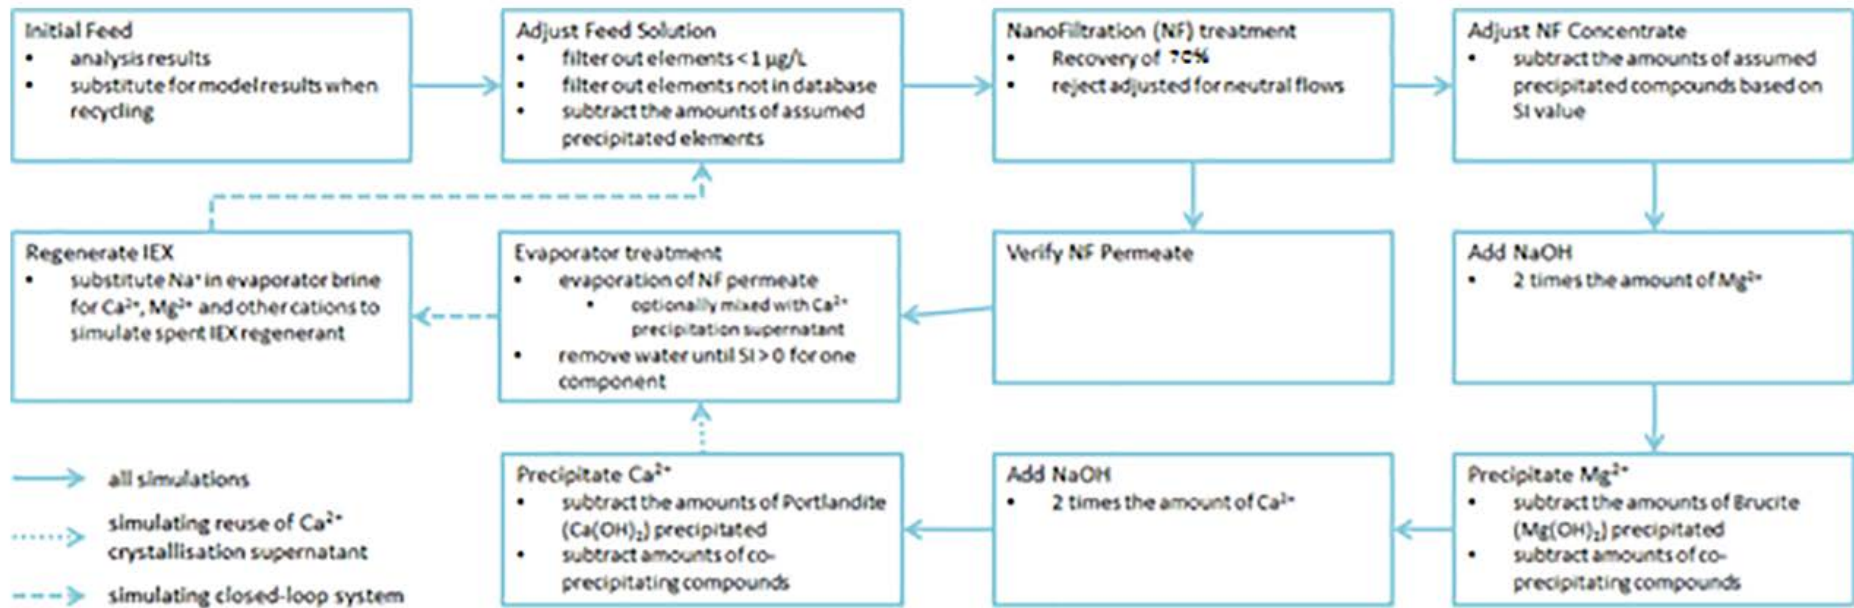 Initial Feed
• analysis results
• substitute for model results when
recycling
Adjust Feed Solution
• filter out elements < 1 µg/L
• filter out elements not in database
• subtract the amounts of assumed
precipitated elements
NanoFiltration (NF) treatment
• Recovery of 70%
• reject adjusted for neutral flows
Adjust NF Concentrate
• subtract the amounts of assumed
precipitated compounds based on
SI value
Regenerate IEX
• substitute Na⁺ in evaporator brine
for Ca²⁺, Mg²⁺ and other cations to
simulate spent IEX regenerant
Evaporator treatment
• evaporation of NF permeate
• optionally mixed with Ca²⁺
precipitation supernatant
• remove water until SI > 0 for one
component
Verify NF Permeate
Add NaOH
• 2 times the amount of Mg²⁺
Precipitate Ca²⁺
• subtract the amounts of Portlandite
(Ca(OH)₂) precipitated
• subtract amounts of co-
precipitating compounds
Add NaOH
• 2 times the amount of Ca²⁺
Precipitate Mg²⁺
• subtract the amounts of Brucite
(Mg(OH)₂) precipitated
• subtract amounts of co-
precipitating compounds
all simulations
simulating reuse of Ca²⁺
crystallisation supernatant
simulating closed-loop system